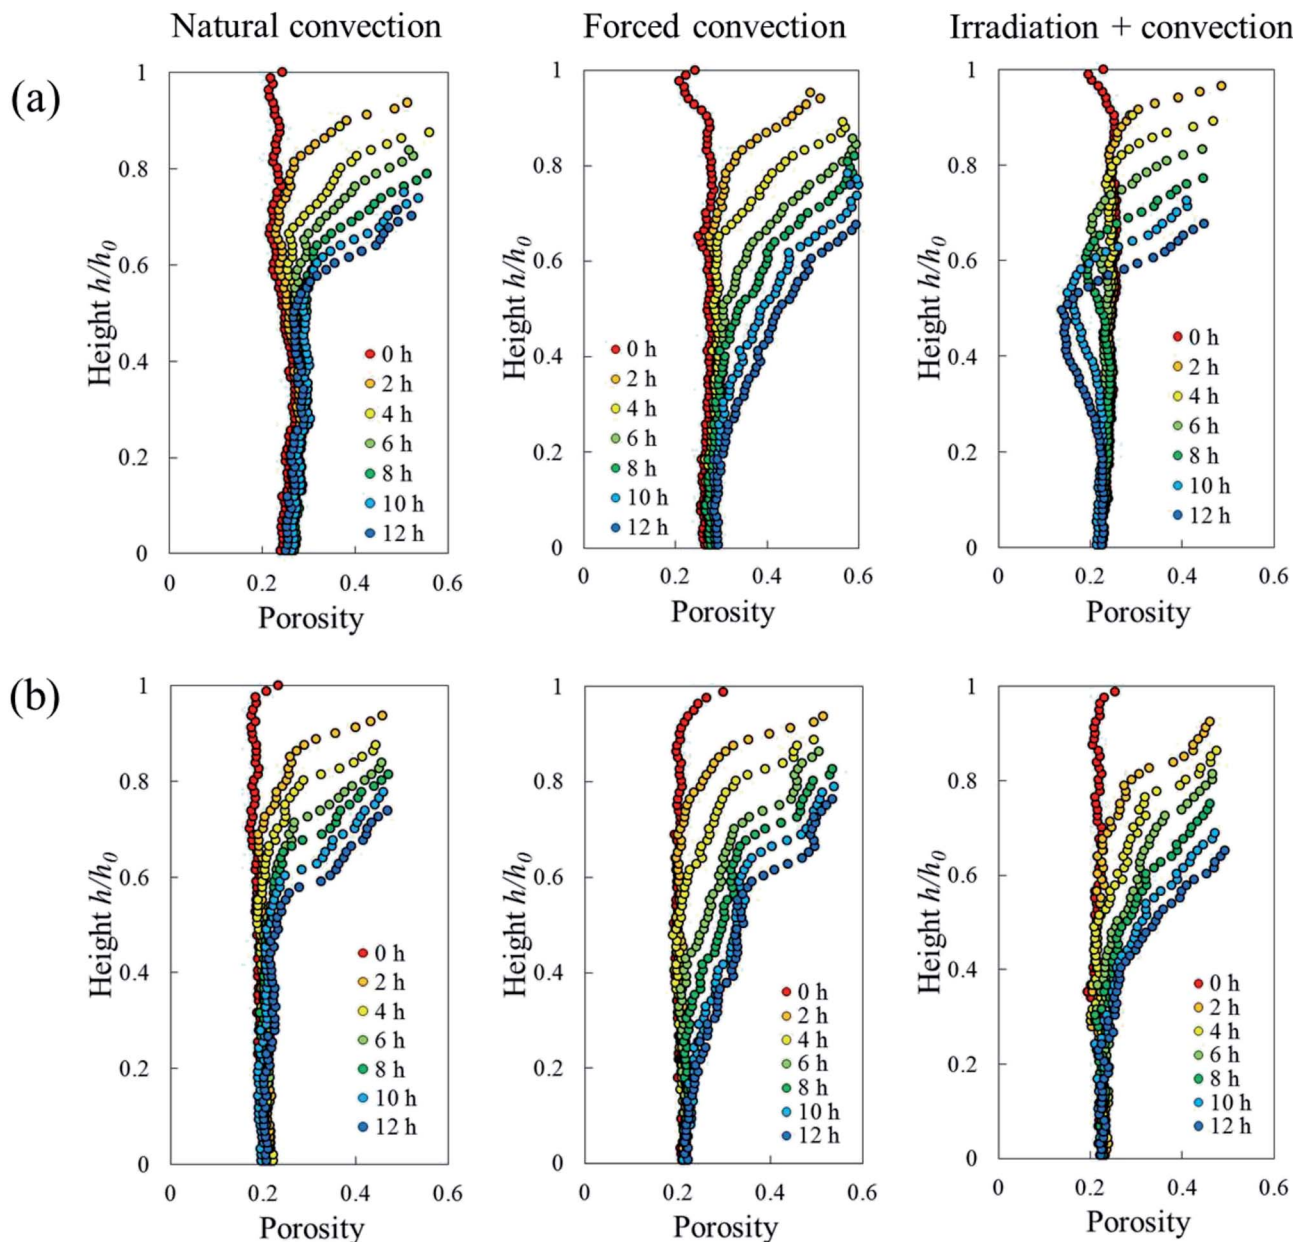 Natural convection
Forced convection
Irradiation + convection
(a)
Height h/h0
1
0.8
0.6
0.4
0.2
0
0 h
2 h
4 h
6 h
8 h
10 h
12 h
0
0.2
0.4
0.6
Porosity
Height h/h0
1
0.8
0.6
0.4
0.2
0
0 h
2 h
4 h
6 h
8 h
10 h
12 h
0
0.2
0.4
0.6
Porosity
Height h/h0
1
0.8
0.6
0.4
0.2
0
0 h
2 h
4 h
6 h
8 h
10 h
12 h
0
0.2
0.4
0.6
Porosity
(b)
Height h/h0
1
0.8
0.6
0.4
0.2
0
0 h
2 h
4 h
6 h
8 h
10 h
12 h
0
0.2
0.4
0.6
Porosity
Height h/h0
1
0.8
0.6
0.4
0.2
0
0 h
2 h
4 h
6 h
8 h
10 h
12 h
0
0.2
0.4
0.6
Porosity
Height h/h0
1
0.8
0.6
0.4
0.2
0
0 h
2 h
4 h
6 h
8 h
10 h
12 h
0
0.2
0.4
0.6
Porosity